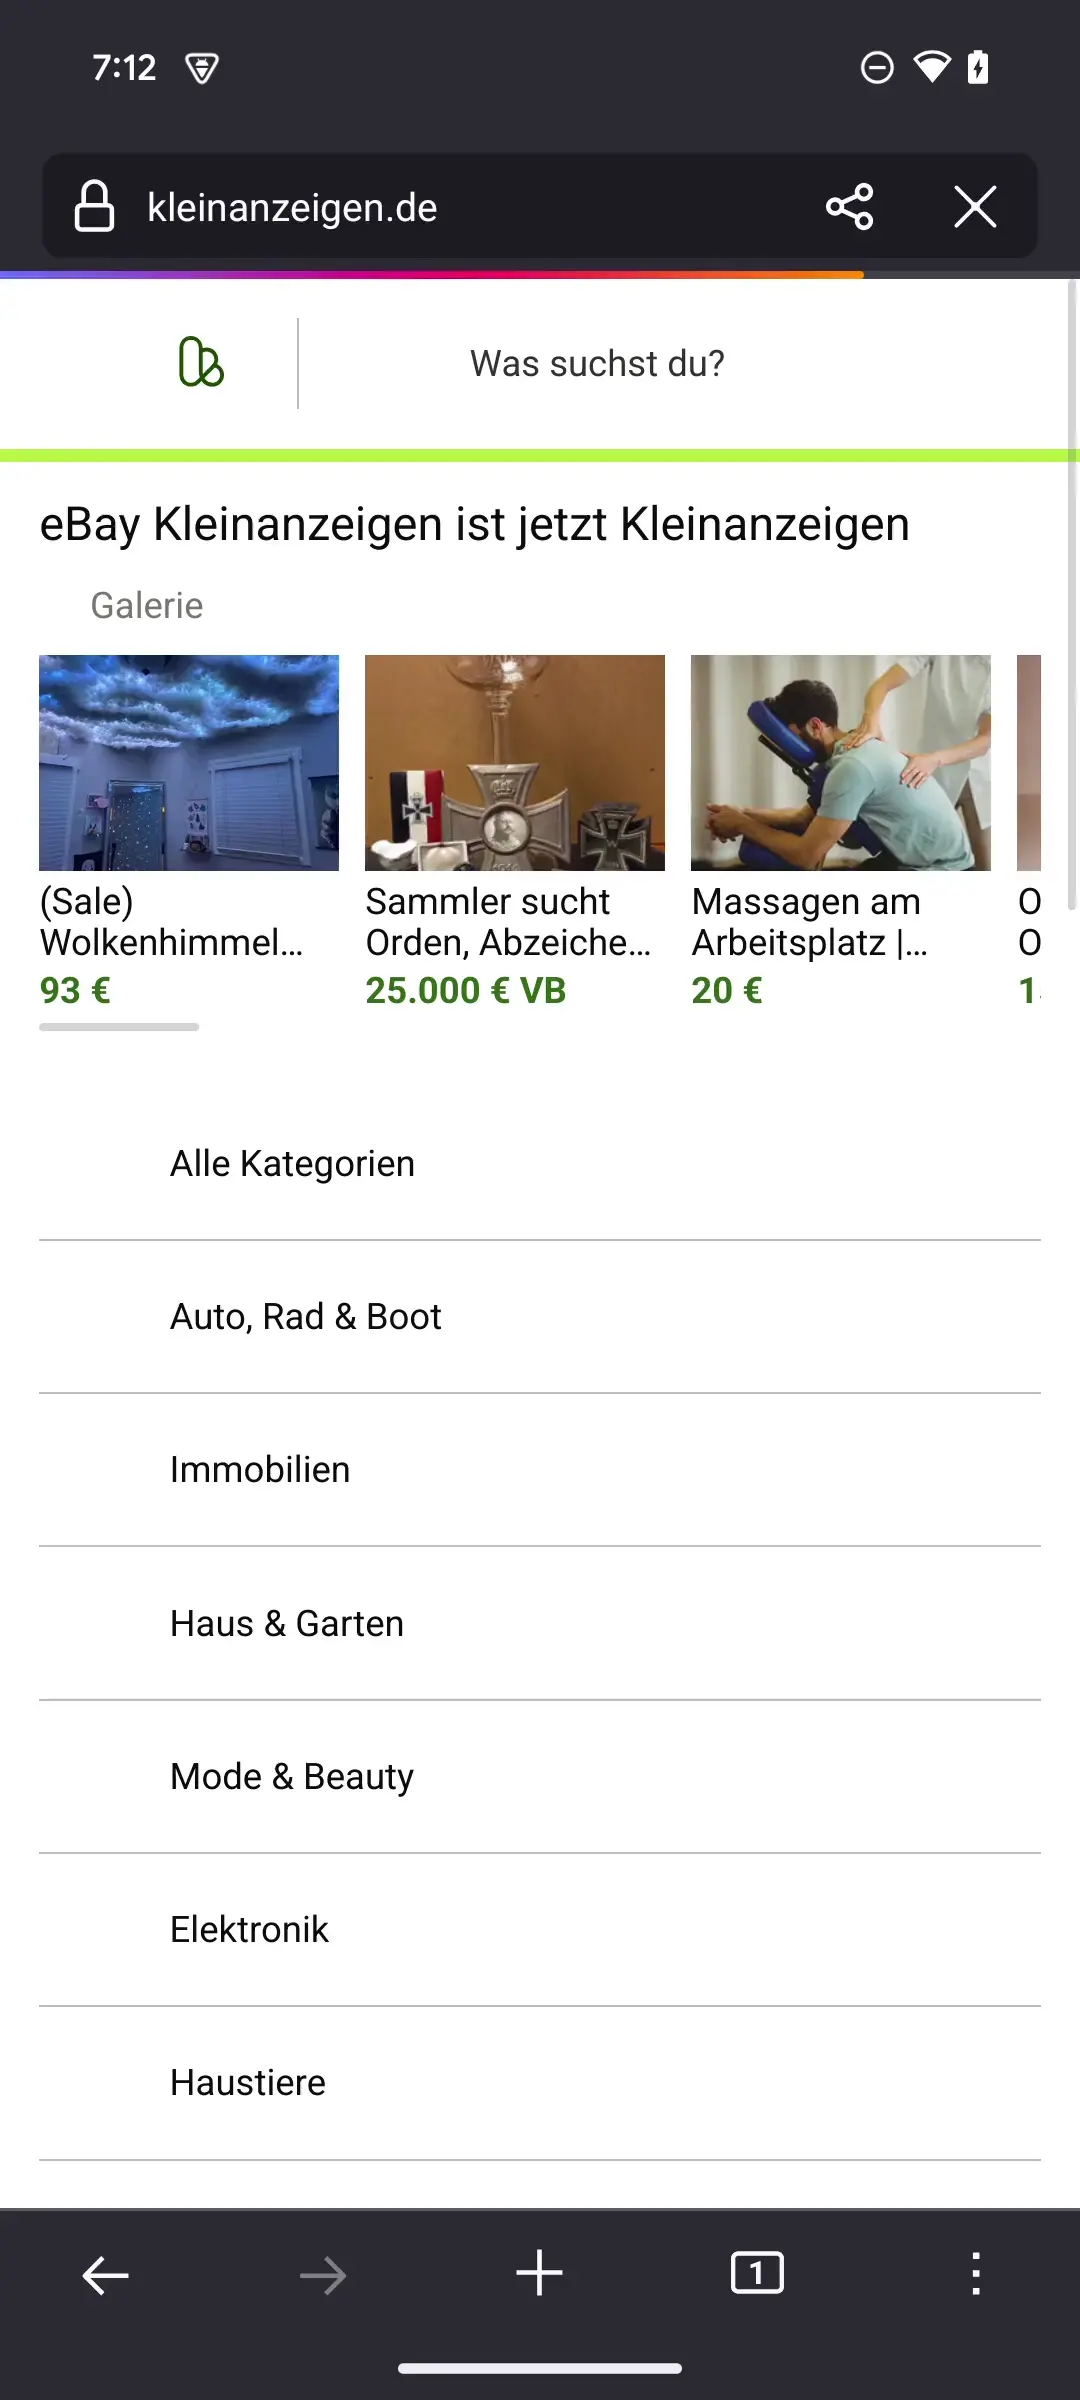 7:12
kleinanzeigen.de
Was suchst du?
eBay Kleinanzeigen ist jetzt Kleinanzeigen
Galerie
(Sale)
Wolkenhimmel...
93 €
Sammler sucht
Orden, Abzeiche...
25.000 € VB
Massagen am
Arbeitsplatz |...
20 €
O
O
1
Alle Kategorien
Auto, Rad & Boot
Immobilien
Haus & Garten
Mode & Beauty
Elektronik
Haustiere
1